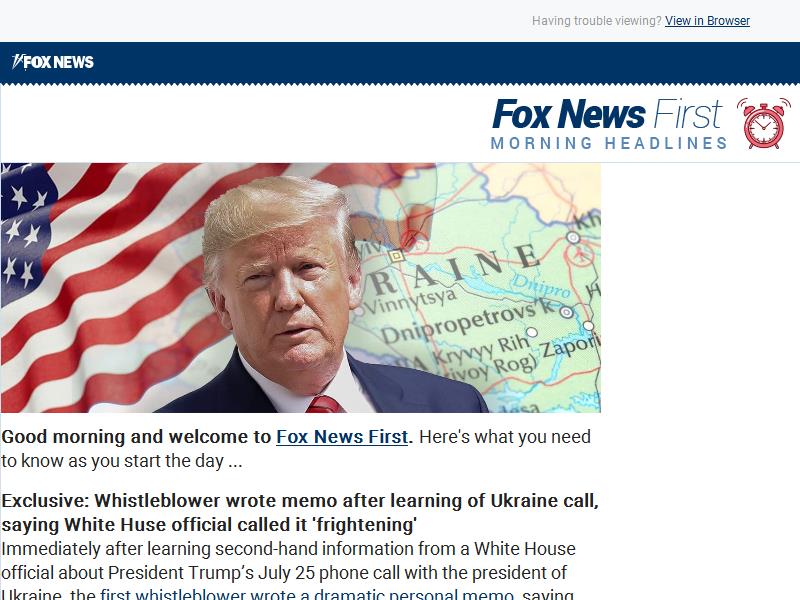 Having trouble viewing? View in Browser
FOX NEWS
Fox News First
MORNING HEADLINES
RAINE
Vinnytsya
Dnipro
Dnipropetrovs'k
Kryvyy Rih
Good morning and welcome to Fox News First. Here's what you need
to know as you start the day ...
Exclusive: Whistleblower wrote memo after learning of Ukraine call,
saying White Huse official called it 'frightening'
Immediately after learning second-hand information from a White House
official about President Trump’s July 25 phone call with the president of
Ukraine, the first whistleblower wrote a dramatic personal memo, saying